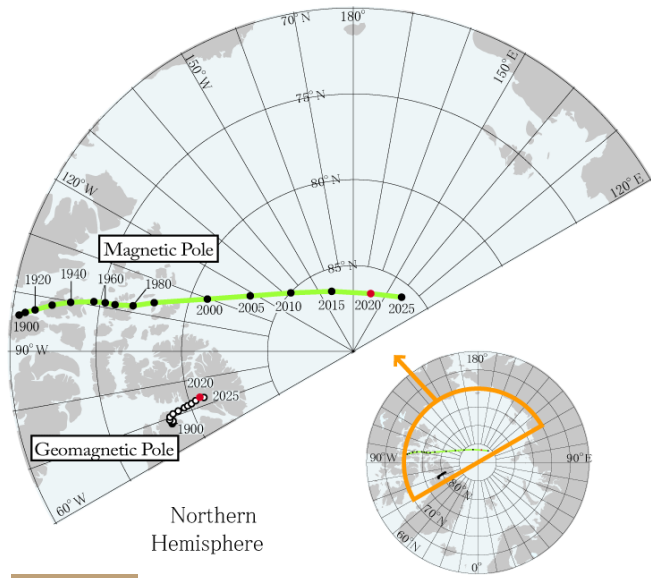 70° N
180°
150° W
150° E
75° N
120° W
80° N
120° E
Magnetic Pole
85° N
1920
1940
1960
1980
1900
2000
2005
2010
2015
2020
2025
90° W
2020
2025
1900
Geomagnetic Pole
60° W
Northern
Hemisphere
180°
90° W
90° E
80° N
70° N
60° N
0°